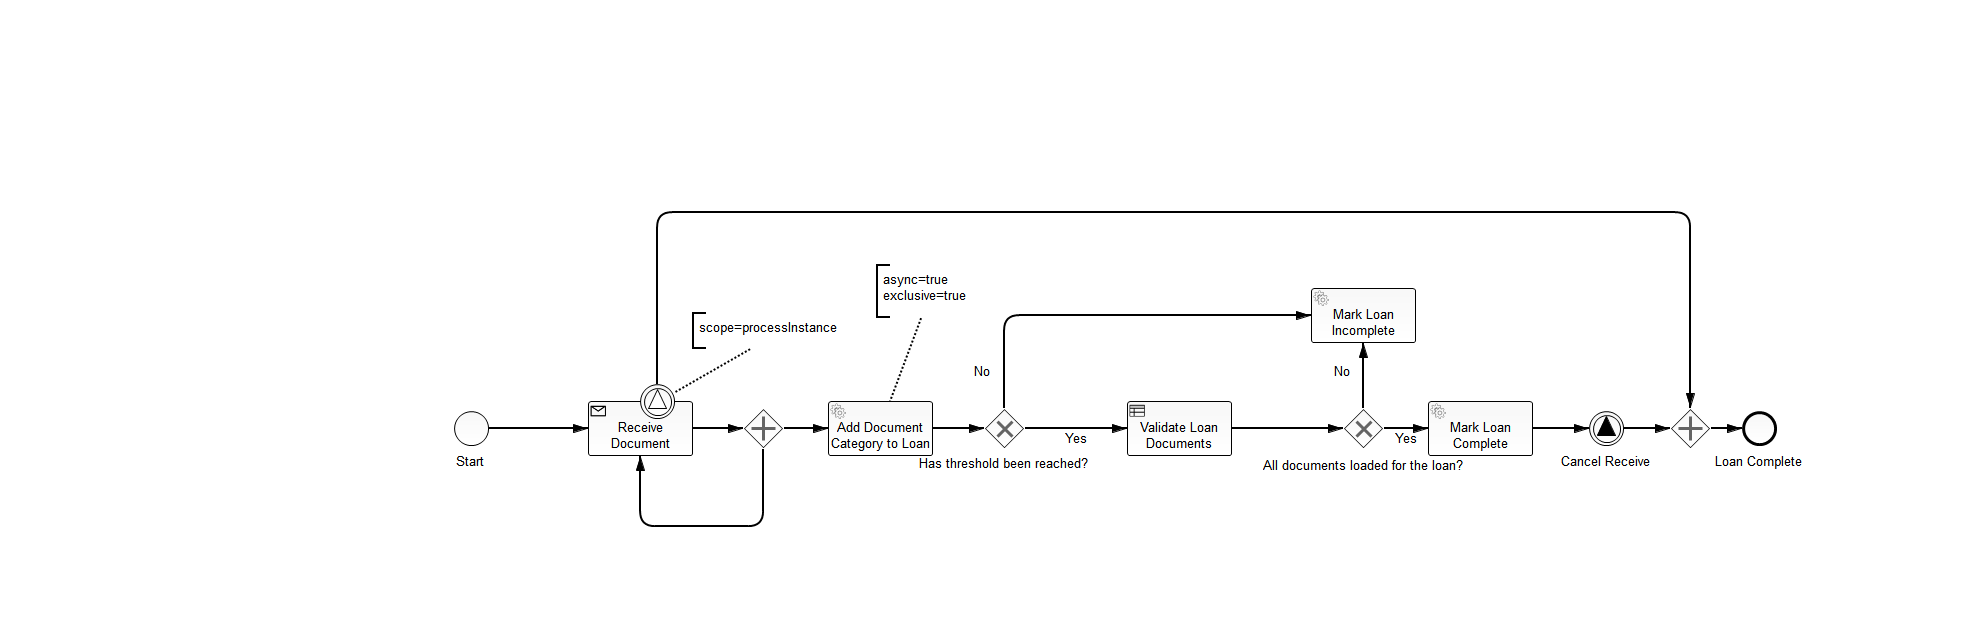 async=true
exclusive=true
scope=processInstance
Mark Loan
Incomplete
No
No
Receive
Document
Add Document
Category to Loan
Yes
Validate Loan
Documents
Yes
Mark Loan
Complete
Start
Has threshold been reached?
All documents loaded for the loan?
Cancel Receive
Loan Complete